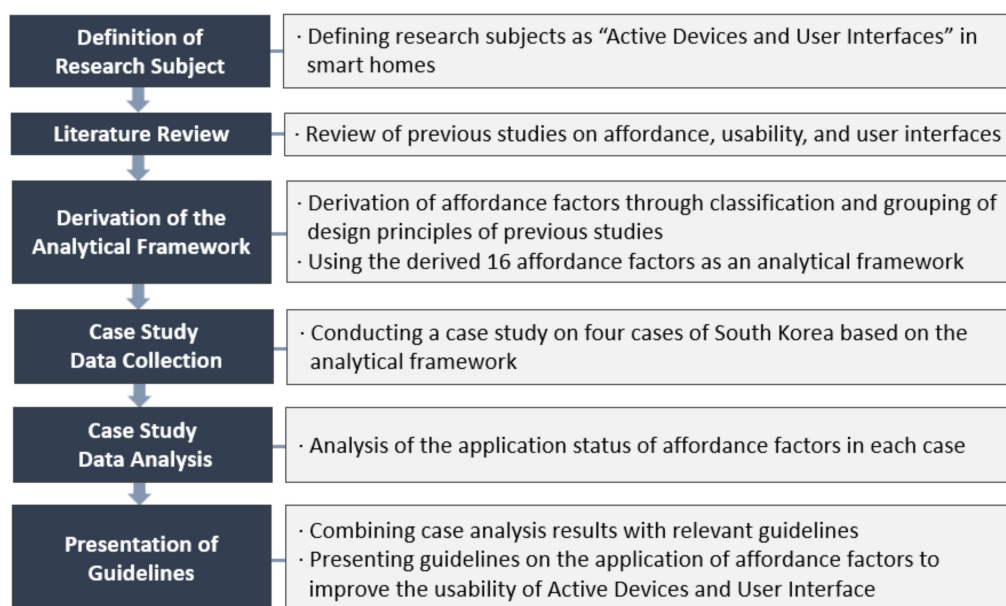 Definition of
Research Subject
· Defining research subjects as “Active Devices and User Interfaces” in
smart homes
Literature Review
· Review of previous studies on affordance, usability, and user interfaces
Derivation of the
Analytical Framework
· Derivation of affordance factors through classification and grouping of
design principles of previous studies
· Using the derived 16 affordance factors as an analytical framework
Case Study
Data Collection
· Conducting a case study on four cases of South Korea based on the
analytical framework
Case Study
Data Analysis
· Analysis of the application status of affordance factors in each case
Presentation of
Guidelines
· Combining case analysis results with relevant guidelines
· Presenting guidelines on the application of affordance factors to
improve the usability of Active Devices and User Interface